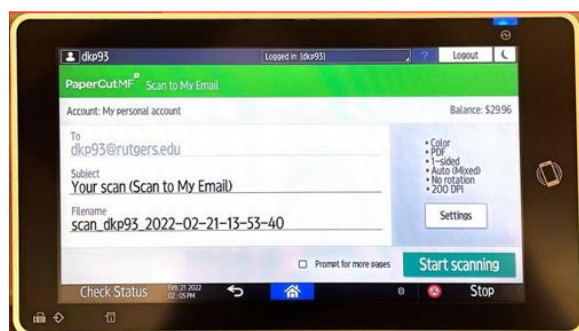 dkp93 Logged in: [dkp93] ? Logout
PaperCutMF Scan to My Email
Account: My personal account Balance: $29.96
To
dkp93@rutgers.edu
Subject
Your scan (Scan to My Email)
Filename
scan_dkp93_2022-02-21-13-53-40
• Color
• PDF
• 1-sided
• Auto (Mixed)
• No rotation
• 200 DPI
Settings
Prompt for more pages Start scanning
Check Status Feb. 21 2022 Stop
02:05PM